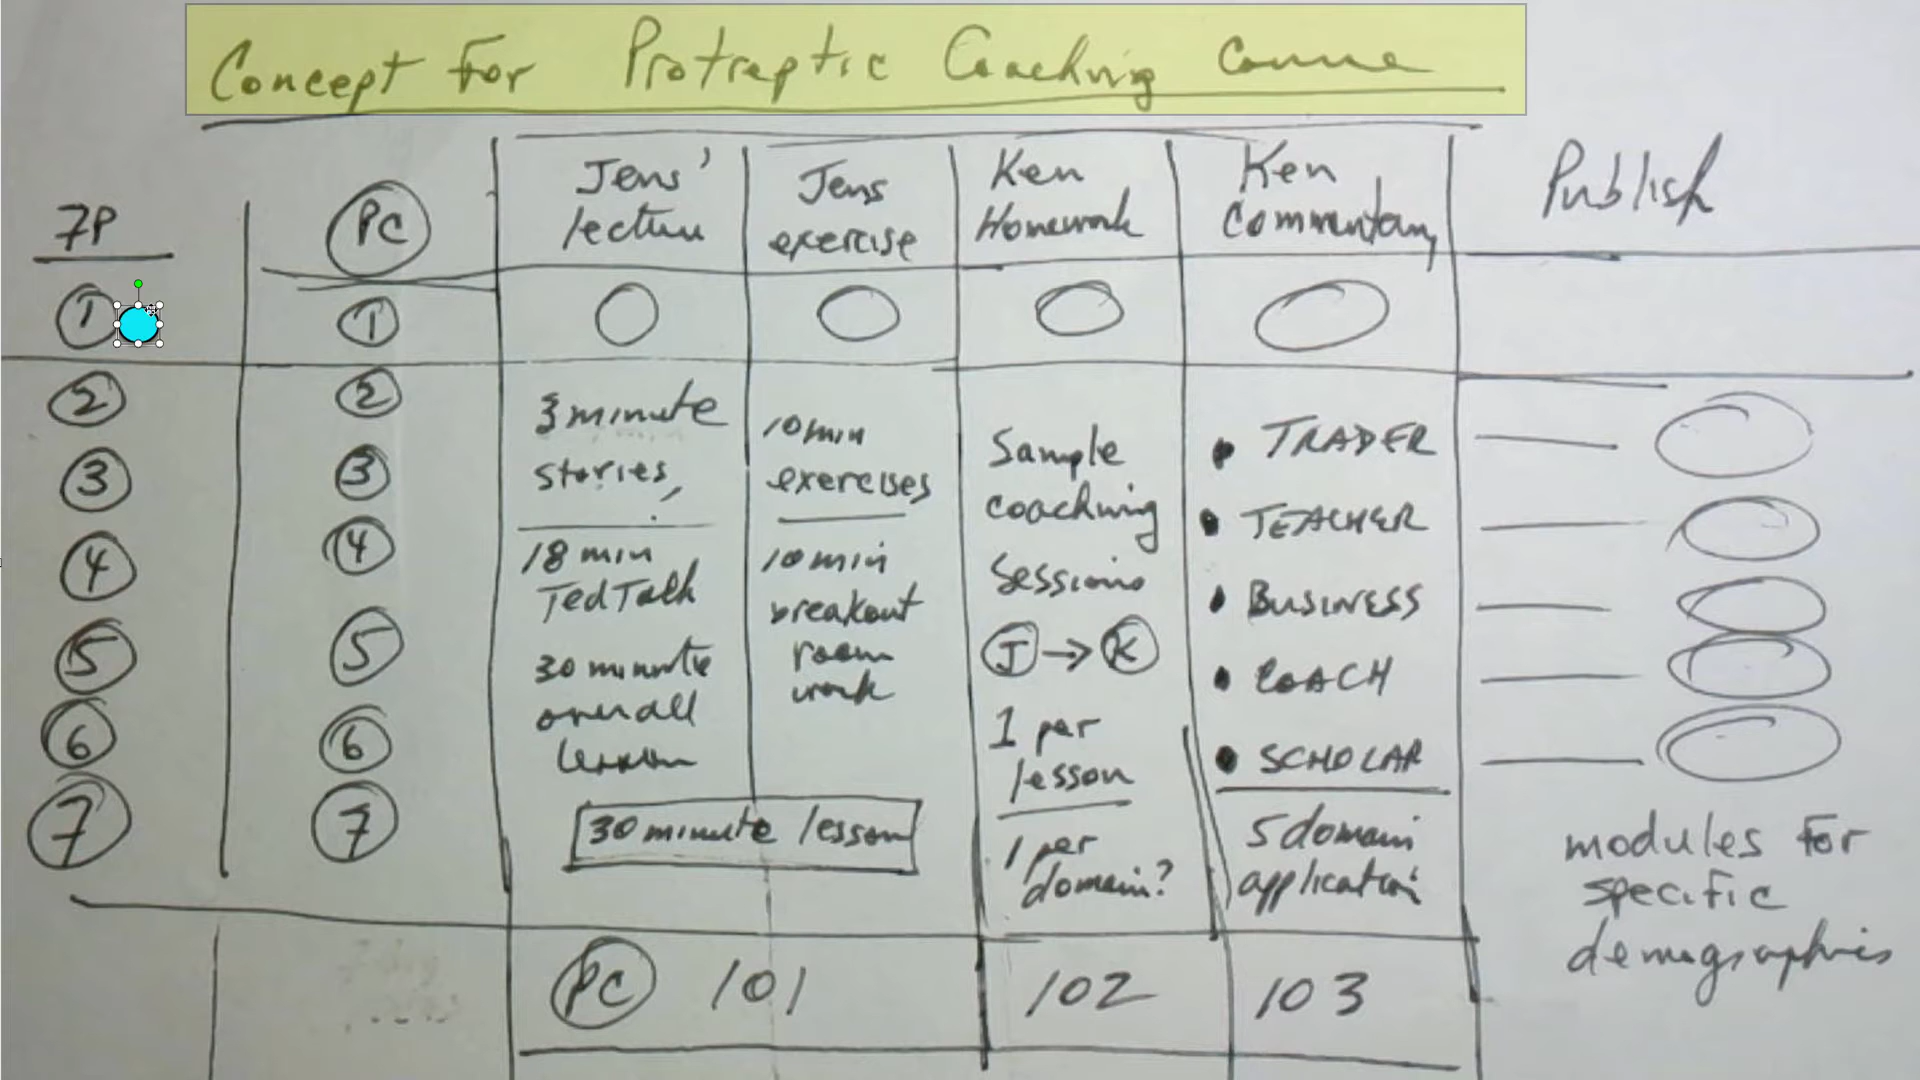 Concept For Protreptic Coaching Course
7P
PC
Jens' lecture
Jens exercise
Ken Homework
Ken Commentary
Publish
1
1
2
2
3
3
4
4
5
5
6
6
7
7
3 minute
stories,
18 min
TedTalk
30 minute
overall
lesson
10 min
exercises
10 min
breakout
room
work
30 minute lesson
Sample
coaching
Sessions
J → K
1 per
lesson
1 per
domain?
• TRADER
• TEACHER
• BUSINESS
• COACH
• SCHOLAR
5 domain
application
modules for
specific
demographics
PC 101
102
103